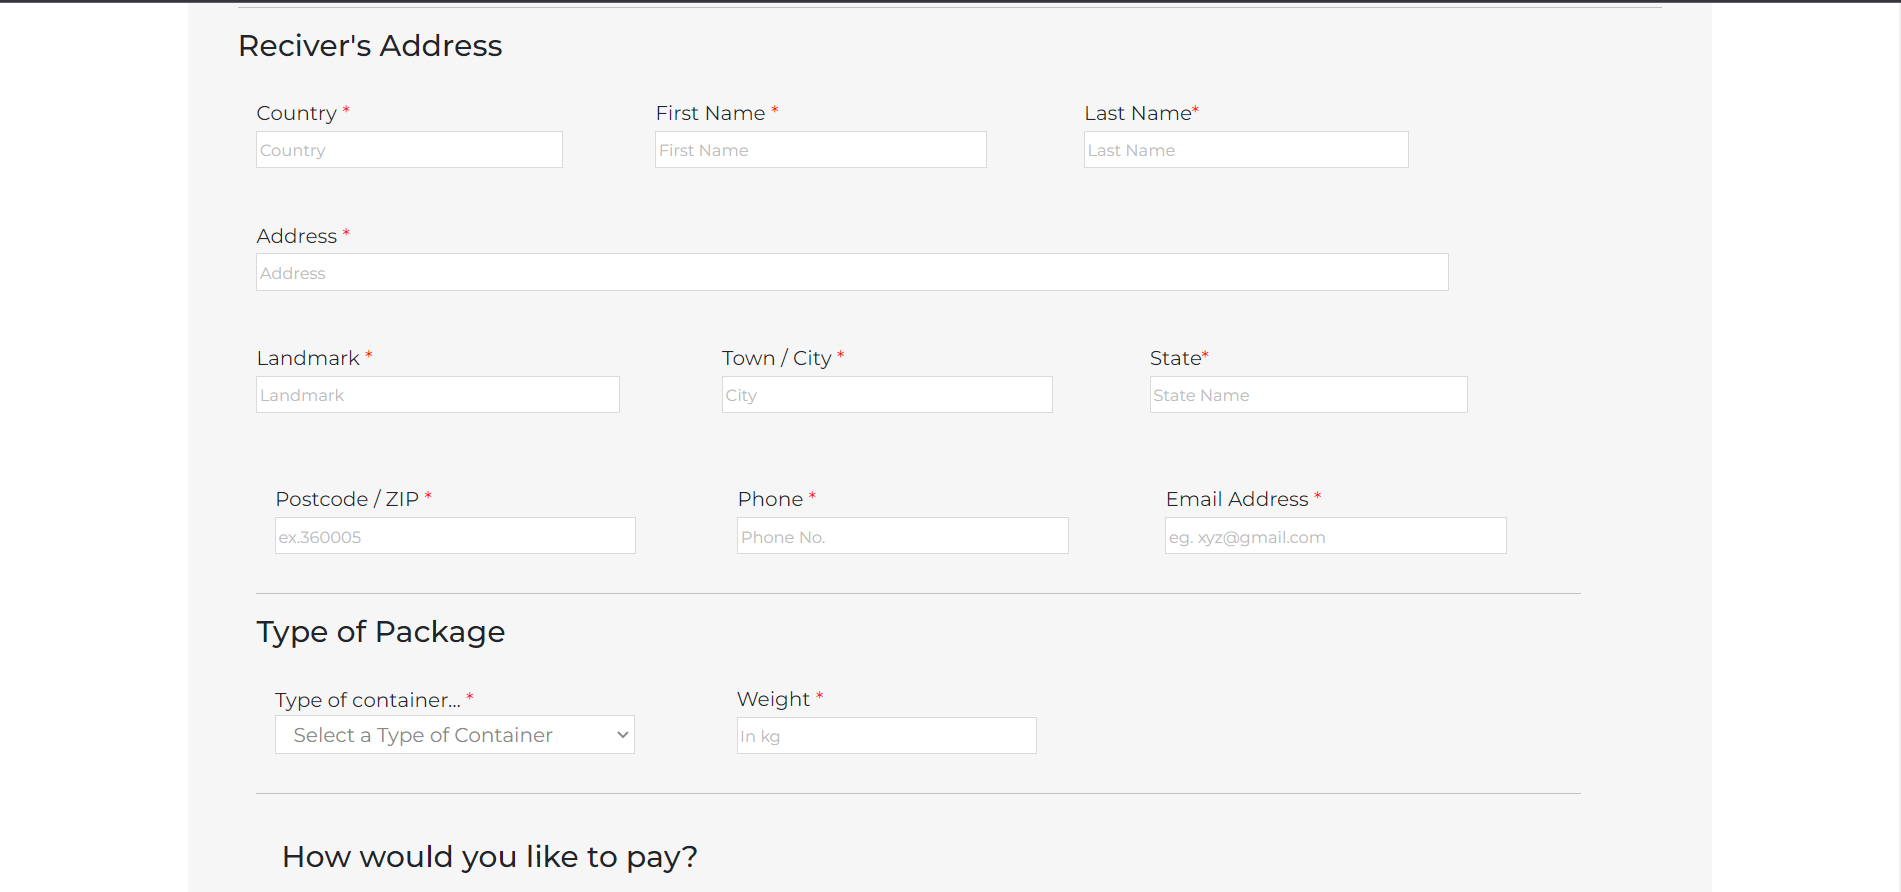 Reciver's Address
Country * First Name * Last Name*
Country First Name Last Name
Address *
Address
Landmark * Town / City * State*
Landmark City State Name
Postcode / ZIP * Phone * Email Address *
ex.360005 Phone No. eg. xyz@gmail.com
Type of Package
Type of container... * Weight *
Select a Type of Container In kg
How would you like to pay?